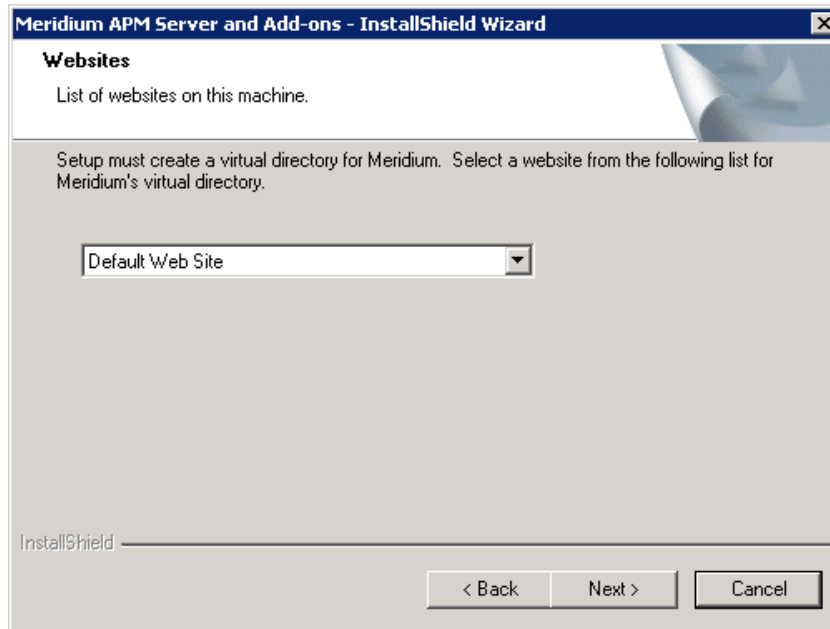 Meridium APM Server and Add-ons - InstallShield Wizard
Websites
List of websites on this machine.
Setup must create a virtual directory for Meridium. Select a website from the following list for
Meridium's virtual directory.
Default Web Site
InstallShield
< Back Next > Cancel